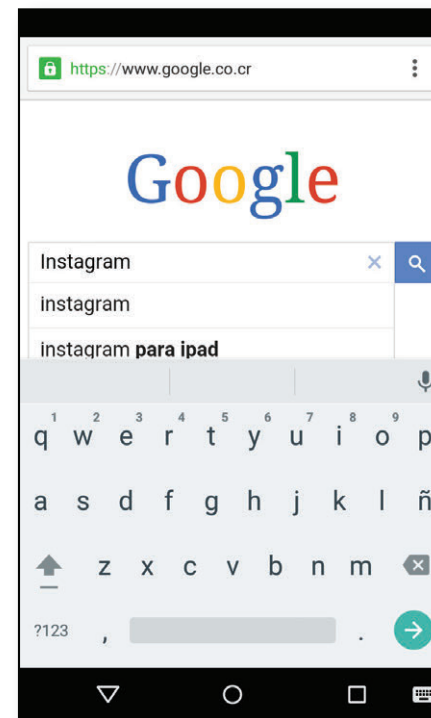 https://www.google.co.cr
Google
Instagram
instagram
instagram para ipad
1 2 3 4 5 6 7 8 9
q w e r t y u i o p
a s d f g h j k l ñ
z x c v b n m
?123 , .